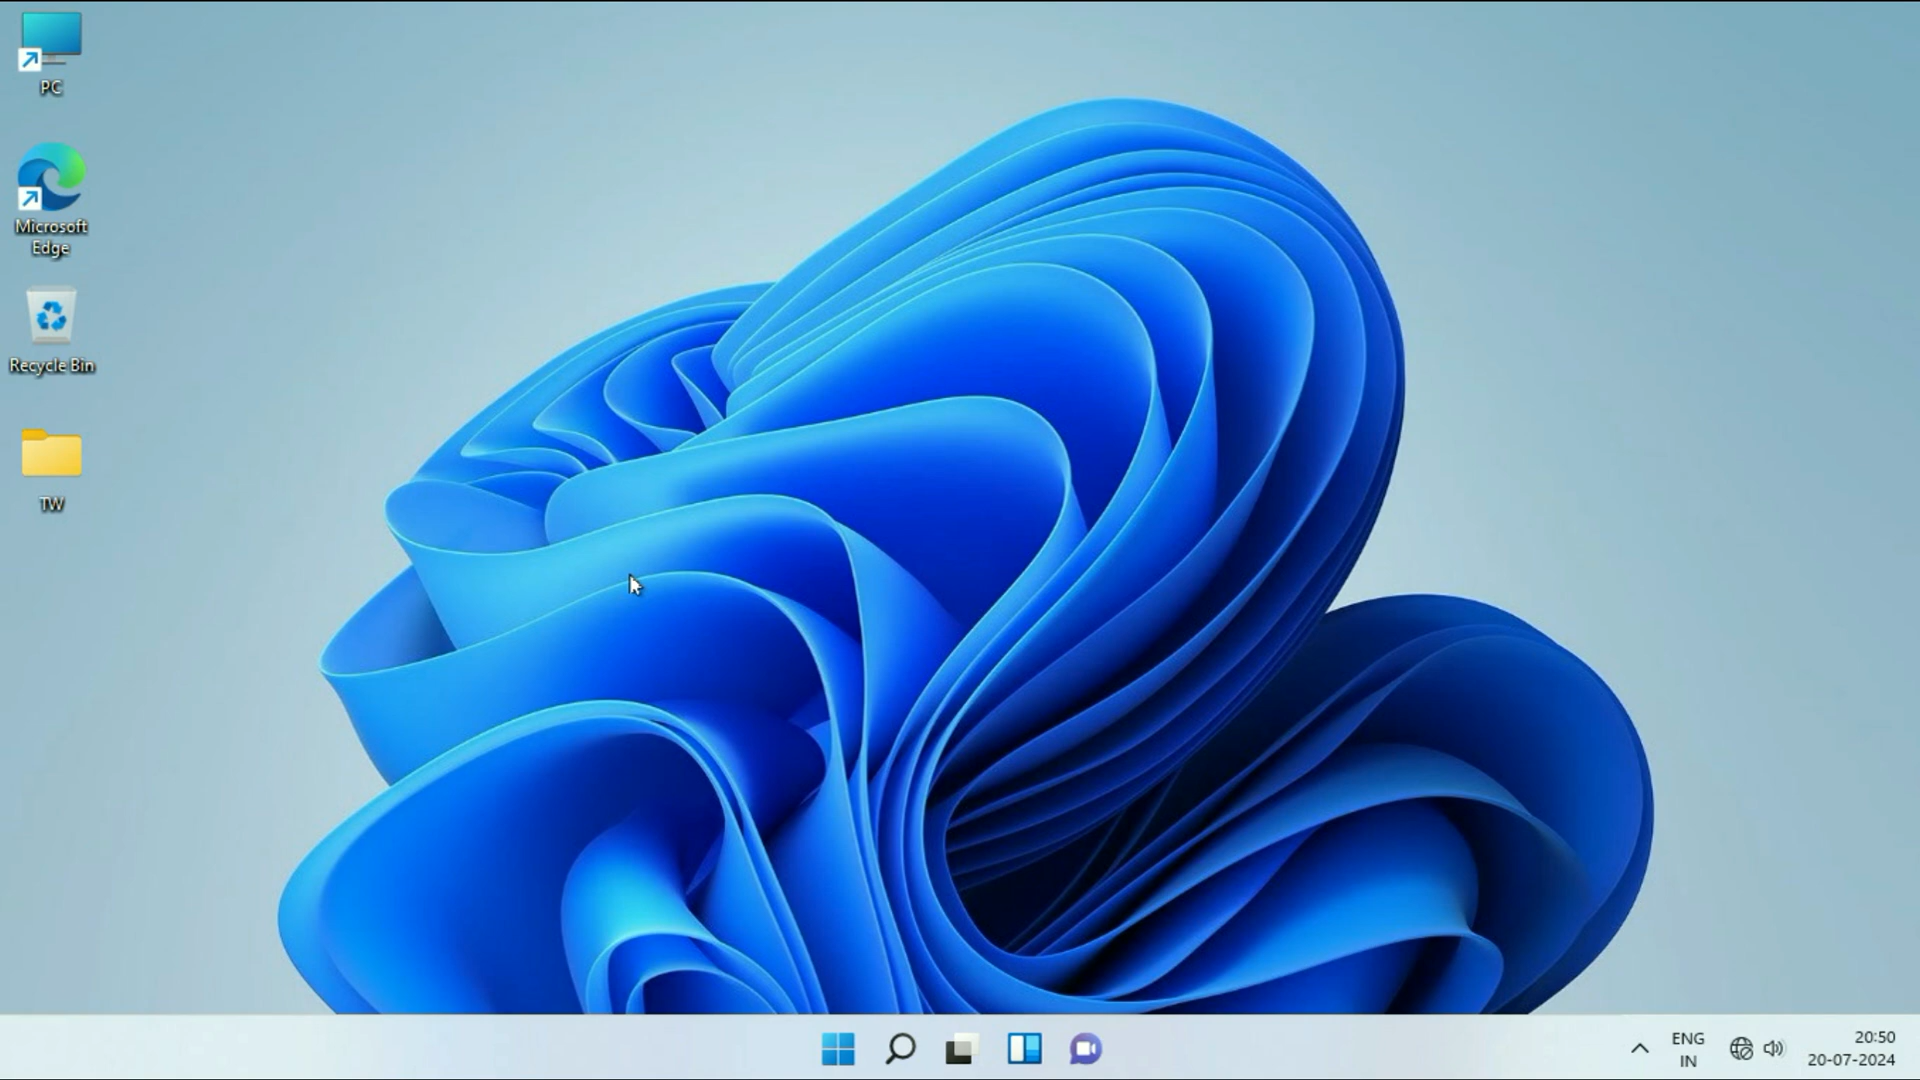 PC
Microsoft
Edge
Recycle Bin
TW
ENG
IN
20:50
20-07-2024